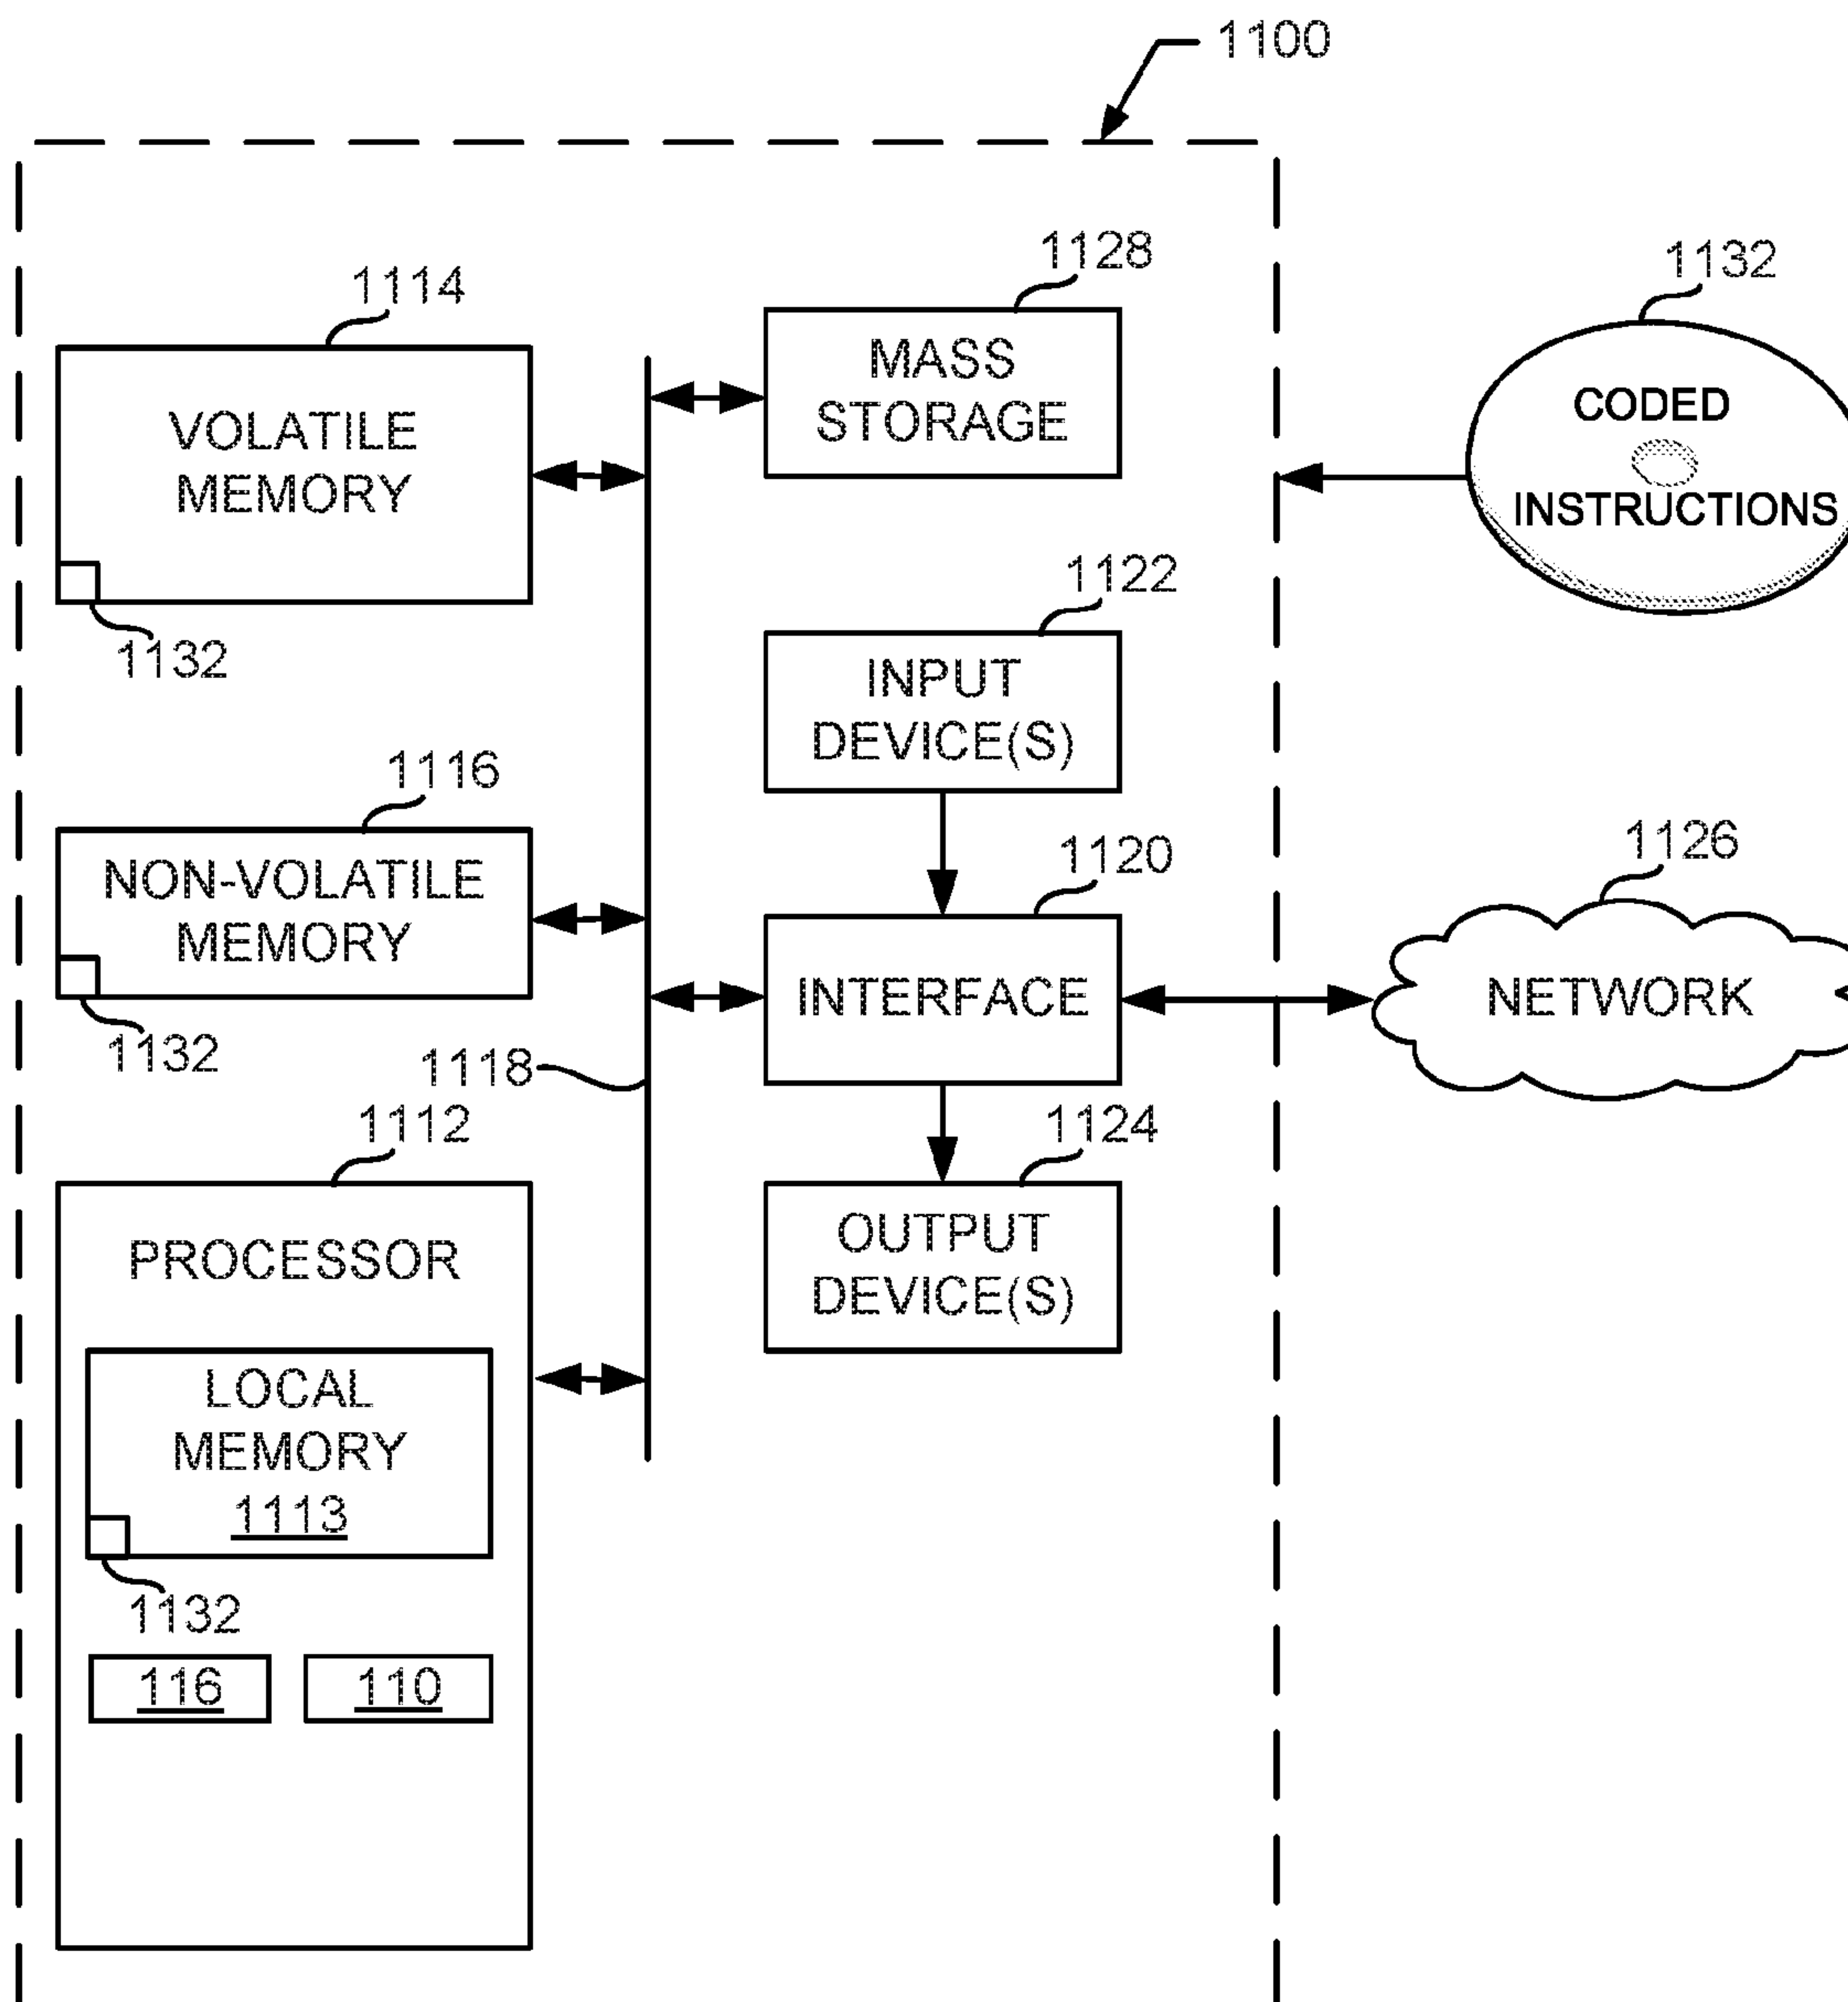 1100
1128
1132
1114
MASS
STORAGE
CODED
INSTRUCTIONS
VOLATILE
MEMORY
1122
1132
INPUT
DEVICE(S)
1116
1120
1126
NON-VOLATILE
MEMORY
INTERFACE
NETWORK
1132
1118
1112
1124
PROCESSOR
OUTPUT
DEVICE(S)
LOCAL
MEMORY
1113
1132
116
110